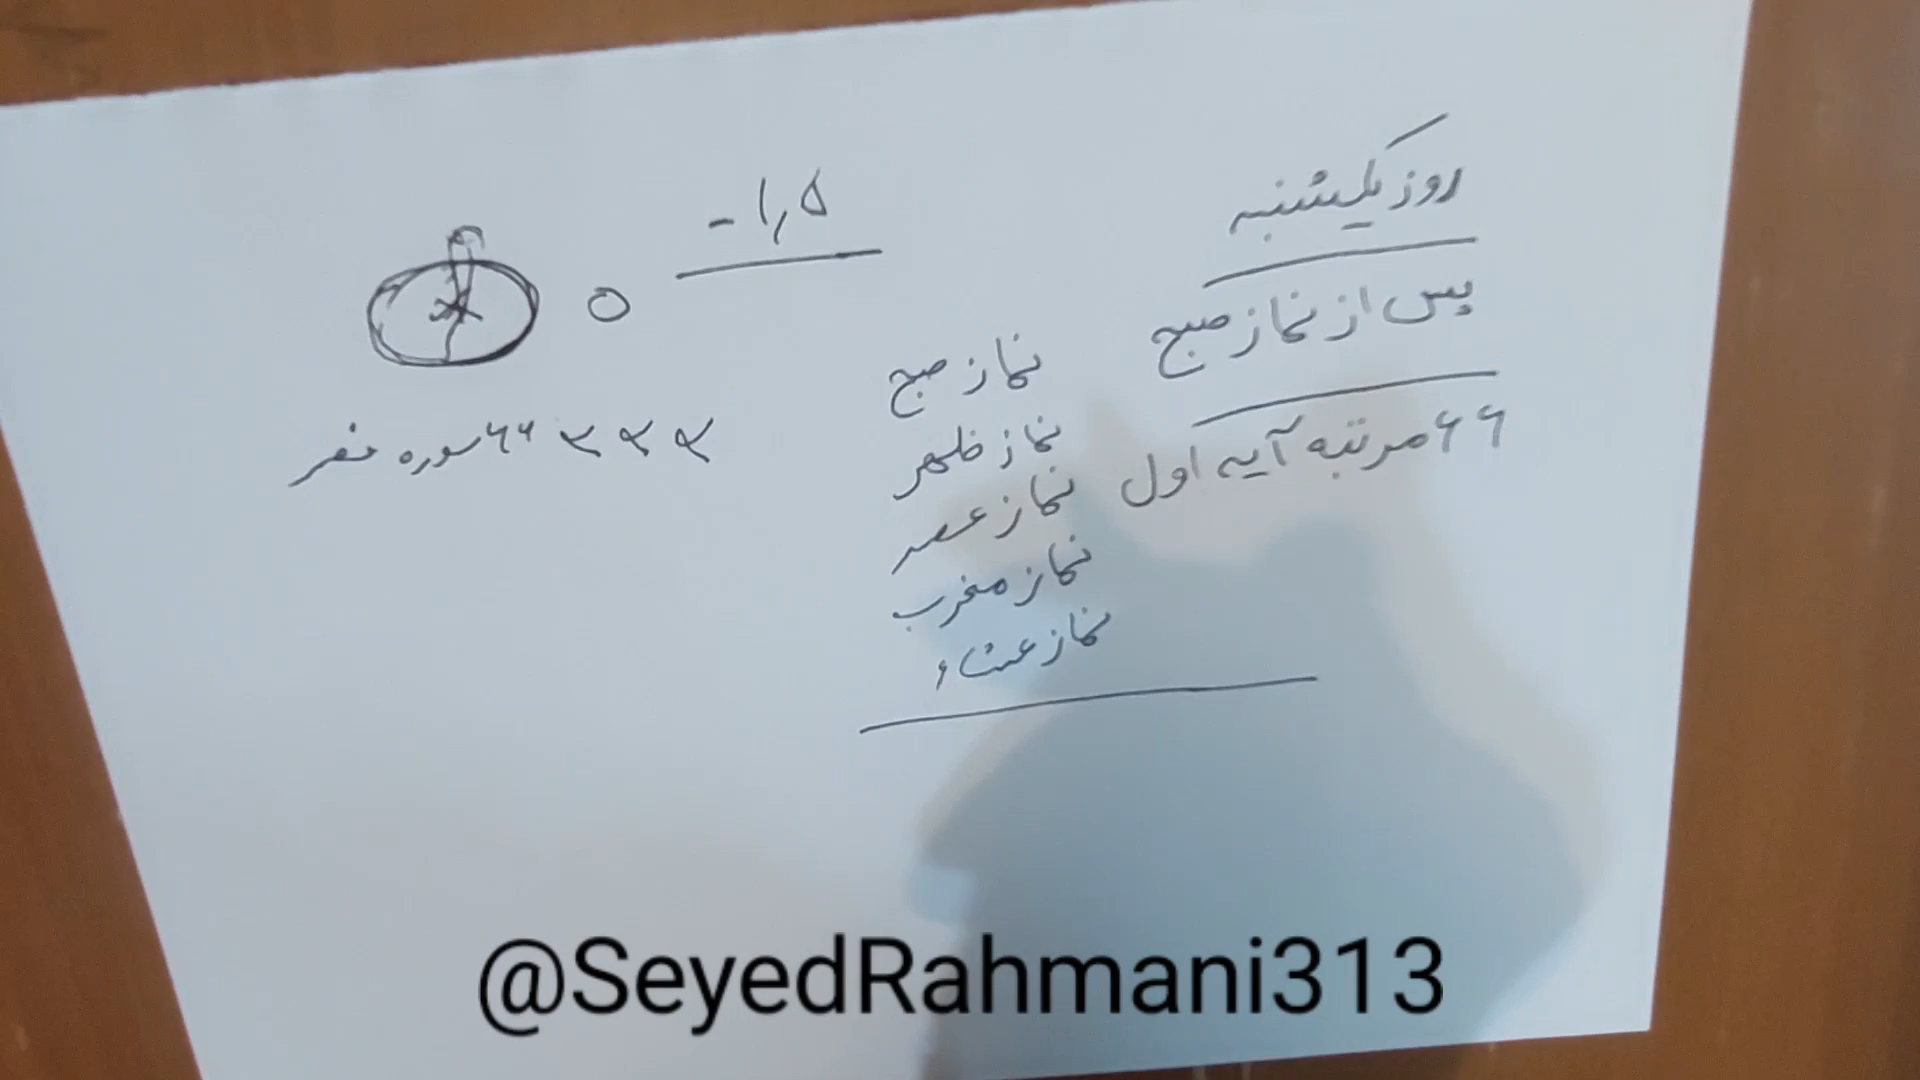 روز یکشنبه
پس از نماز صبح
۶۶ مرتبه آیه اول
نماز صبح
نماز ظهر
نماز عصر
نماز مغرب
نماز عشاء
- ۱,۵
۶۶ سوره
@SeyedRahmani313